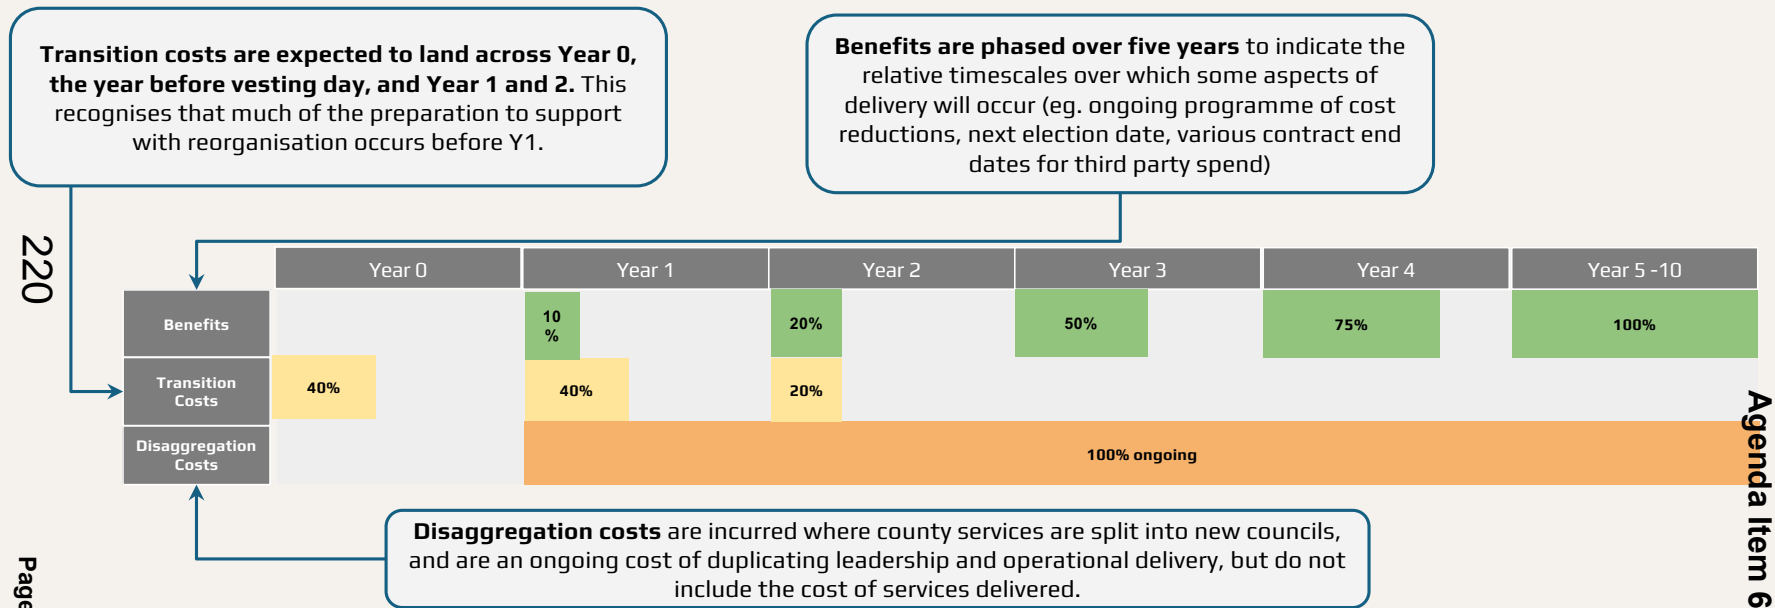 Transition costs are expected to land across Year 0,
the year before vesting day, and Year 1 and 2. This
recognises that much of the preparation to support
with reorganisation occurs before Y1.
Benefits are phased over five years to indicate the
relative timescales over which some aspects of
delivery will occur (eg. ongoing programme of cost
reductions, next election date, various contract end
dates for third party spend)
220
Year 0
Year 1
Year 2
Year 3
Year 4
Year 5 -10
Benefits
10
%
20%
50%
75%
100%
Transition
Costs
40%
40%
20%
Disaggregation
Costs
100% ongoing
Disaggregation costs are incurred where county services are split into new councils,
and are an ongoing cost of duplicating leadership and operational delivery, but do not
include the cost of services delivered.
Agenda Item 6
Page